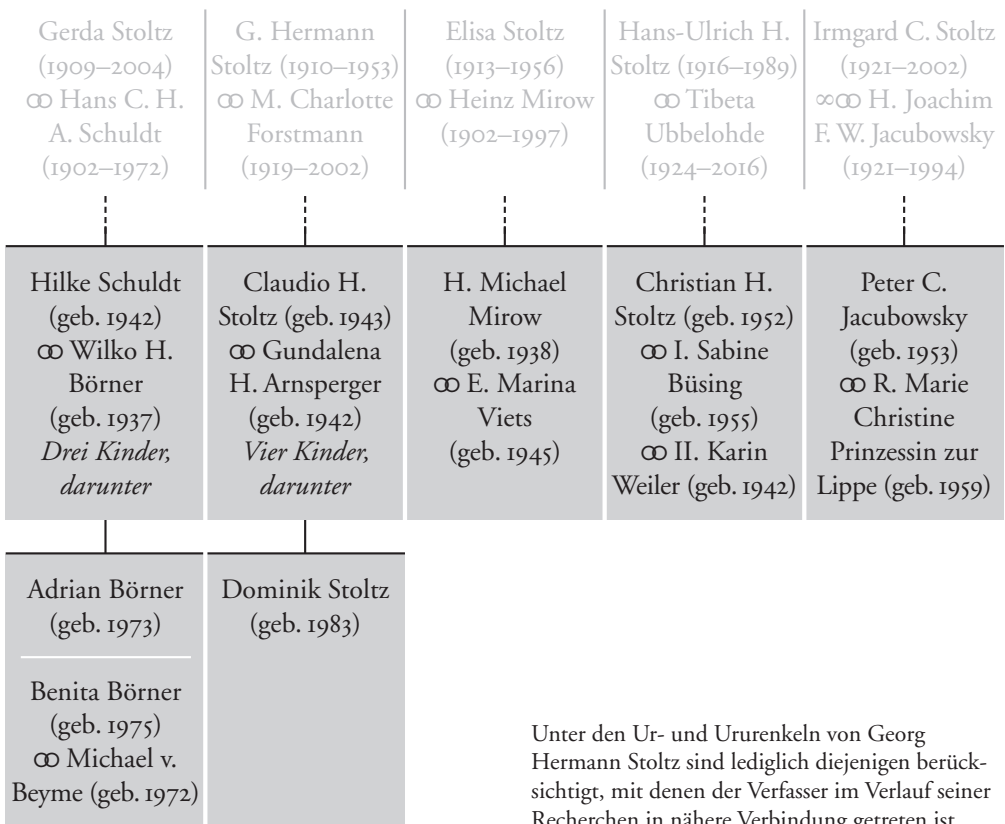 Gerda Stoltz
(1909–2004)
ꝏ Hans C. H.
A. Schuldt
(1902–1972)
G. Hermann
Stoltz (1910–1953)
ꝏ M. Charlotte
Forstmann
(1919–2002)
Elisa Stoltz
(1913–1956)
ꝏ Heinz Mirow
(1902–1997)
Hans-Ulrich H.
Stoltz (1916–1989)
ꝏ Tibeta
Ubbelohde
(1924–2016)
Irmgard C. Stoltz
(1921–2002)
∞ꝏ H. Joachim
F. W. Jacubowsky
(1921–1994)
Hilke Schuldt
(geb. 1942)
ꝏ Wilko H.
Börner
(geb. 1937)
Drei Kinder,
darunter
Claudio H.
Stoltz (geb. 1943)
ꝏ Gundalena
H. Arnsperger
(geb. 1942)
Vier Kinder,
darunter
H. Michael
Mirow
(geb. 1938)
ꝏ E. Marina
Viets
(geb. 1945)
Christian H.
Stoltz (geb. 1952)
ꝏ I. Sabine
Büsing
(geb. 1955)
ꝏ II. Karin
Weiler (geb. 1942)
Peter C.
Jacubowsky
(geb. 1953)
ꝏ R. Marie
Christine
Prinzessin zur
Lippe (geb. 1959)
Adrian Börner
(geb. 1973)
Benita Börner
(geb. 1975)
ꝏ Michael v.
Beyme (geb. 1972)
Dominik Stoltz
(geb. 1983)
Unter den Ur- und Ururenkeln von Georg
Hermann Stoltz sind lediglich diejenigen berück-
sichtigt, mit denen der Verfasser im Verlauf seiner
Recherchen in nähere Verbindung getreten ist